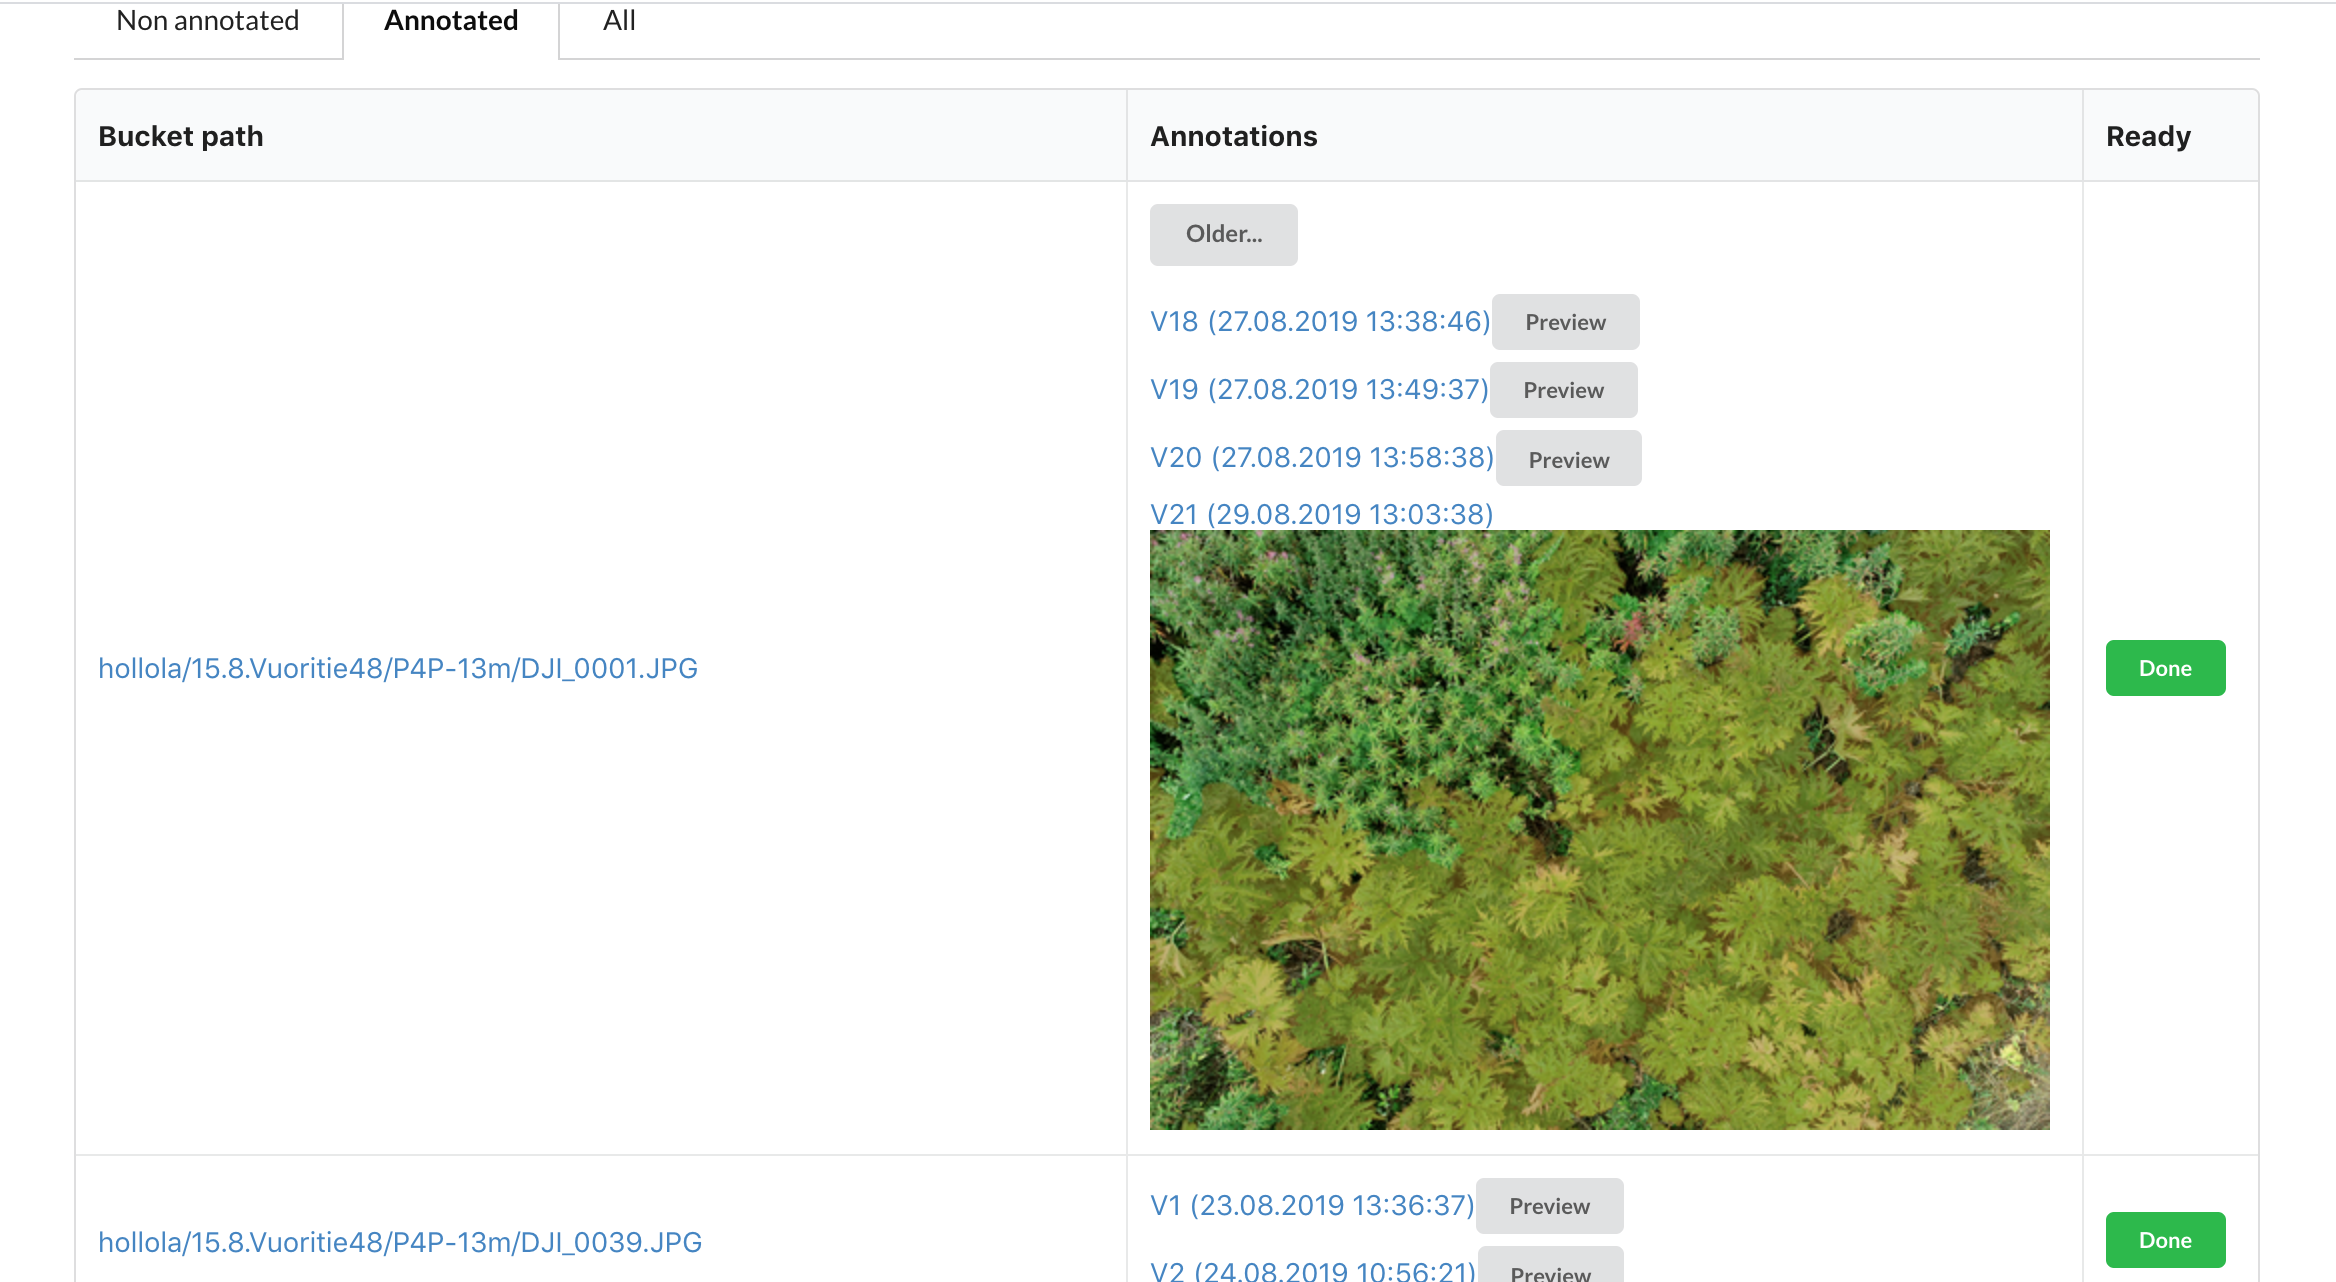 Non annotated Annotated All
Bucket path Annotations Ready
Older...
V18 (27.08.2019 13:38:46) Preview
V19 (27.08.2019 13:49:37) Preview
V20 (27.08.2019 13:58:38) Preview
V21 (29.08.2019 13:03:38)
hollola/15.8.Vuoritie48/P4P-13m/DJI_0001.JPG Done
V1 (23.08.2019 13:36:37) Preview
hollola/15.8.Vuoritie48/P4P-13m/DJI_0039.JPG Done
V2 (24.08.2019 10:56:21) Preview